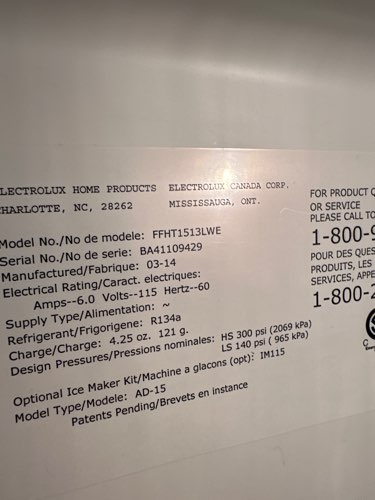 ELECTROLUX HOME PRODUCTS ELECTROLUX CANADA CORP.
CHARLOTTE, NC, 28262 MISSISSAUGA, ONT.
Model No./No de modele: FFHT1513LWE
Serial No./No de serie: BA41109429
Manufactured/Fabrique: 03-14
Electrical Rating/Caract. electriques:
Amps--6.0 Volts--115 Hertz--60
Supply Type/Alimentation: ~
Refrigerant/Frigorigene: R134a
Charge/Charge: 4.25 oz. 121 g.
Design Pressures/Pressions nominales: HS 300 psi (2069 kPa)
LS 140 psi ( 965 kPa)
Optional Ice Maker Kit/Machine a glacons (opt): IM115
Model Type/Modele: AD-15
Patents Pending/Brevets en instance
FOR PRODUCT
OR SERVICE
PLEASE CALL TO
1-800-9
POUR DES QUES
PRODUITS, LES
SERVICES, APPE
1-800-2